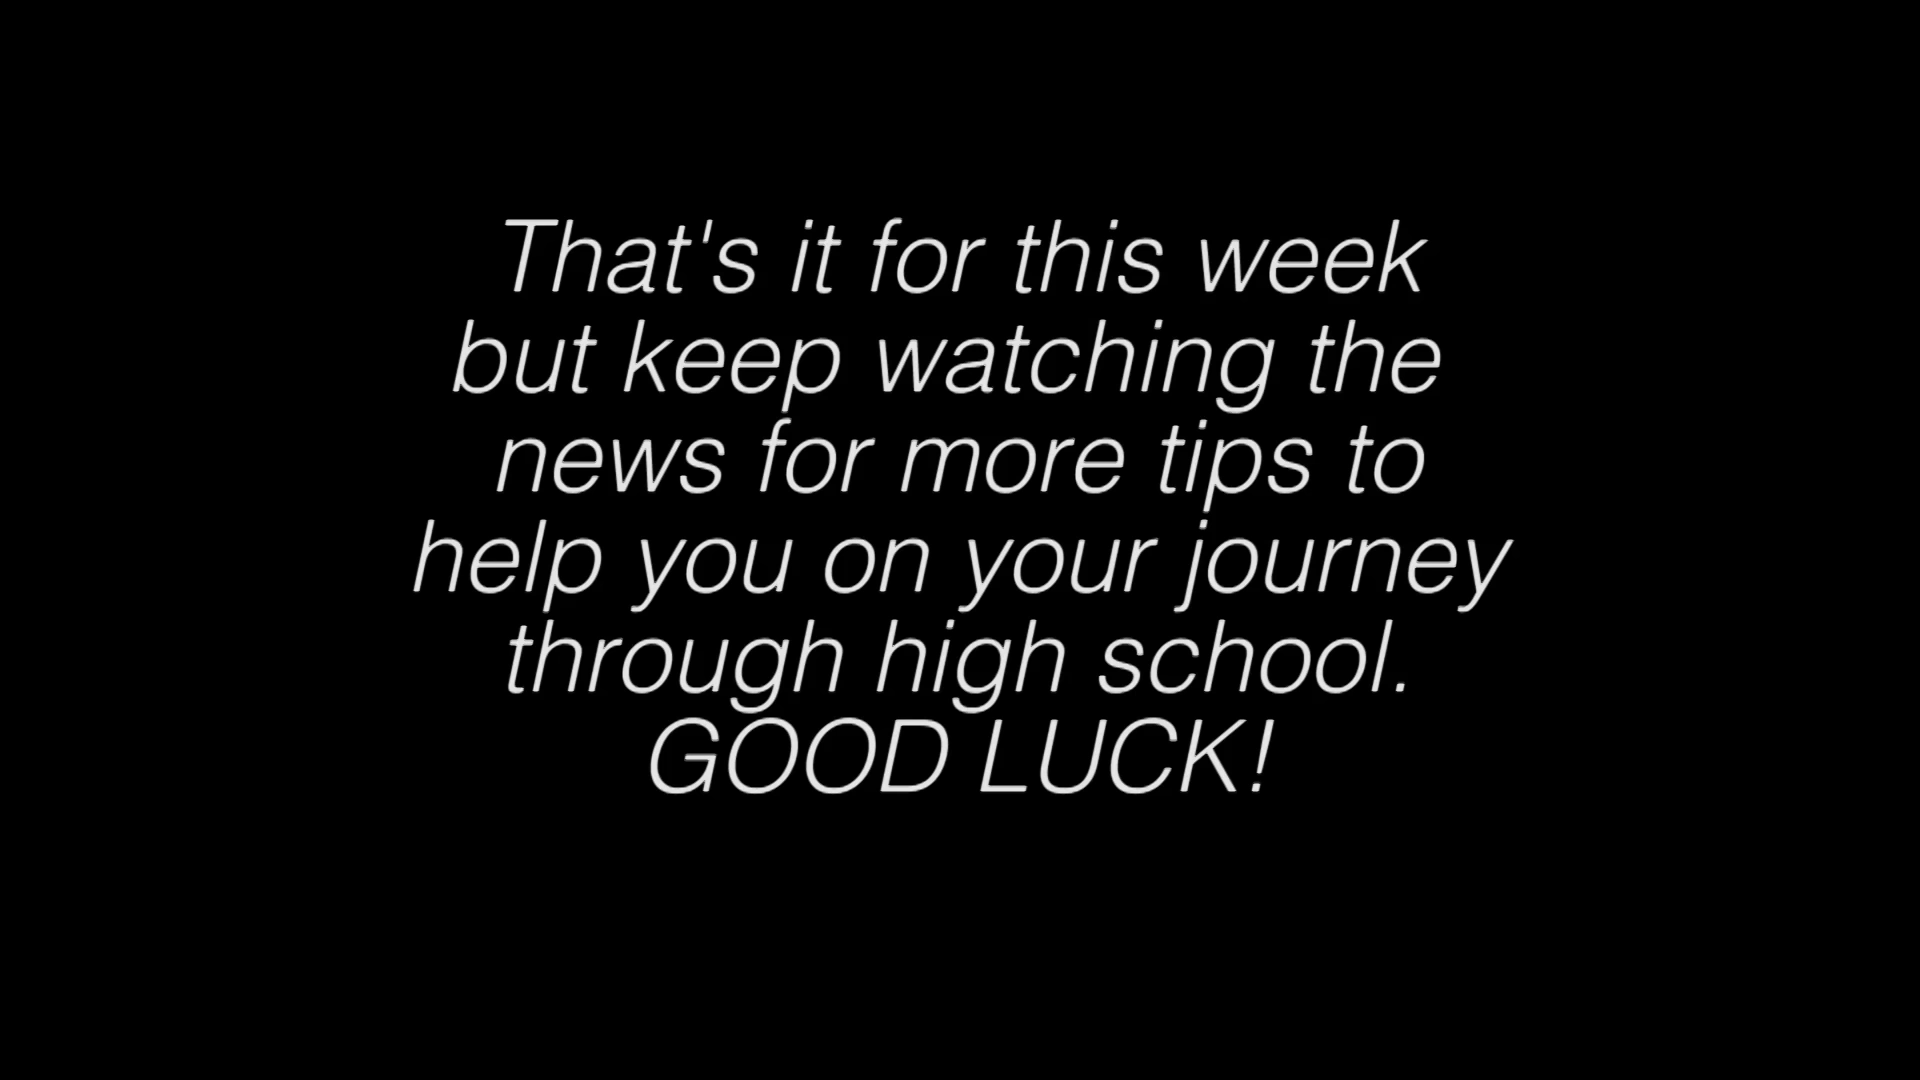 That's it for this week
but keep watching the
news for more tips to
help you on your journey
through high school.
GOOD LUCK!